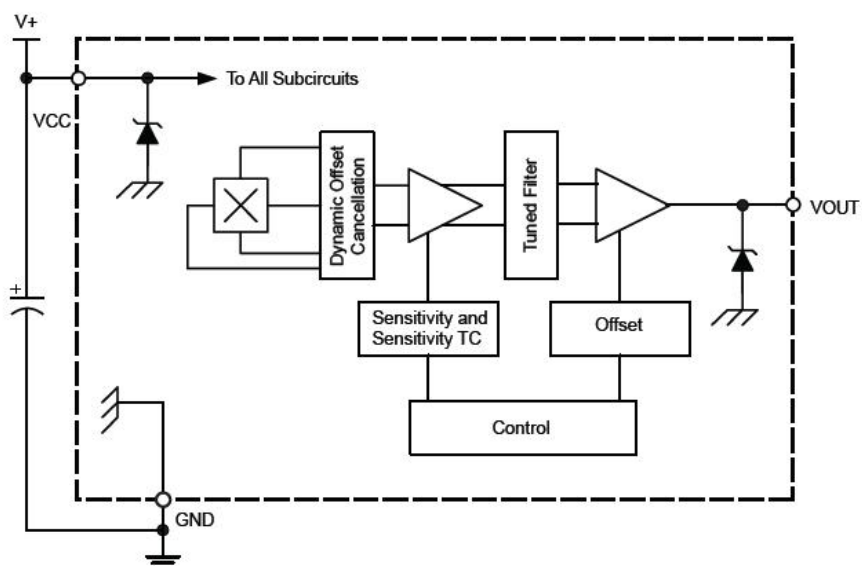 V+
To All Subcircuits
VCC
Dynamic Offset
Cancellation
Tuned Filter
VOUT
+
Sensitivity and
Sensitivity TC
Offset
Control
GND